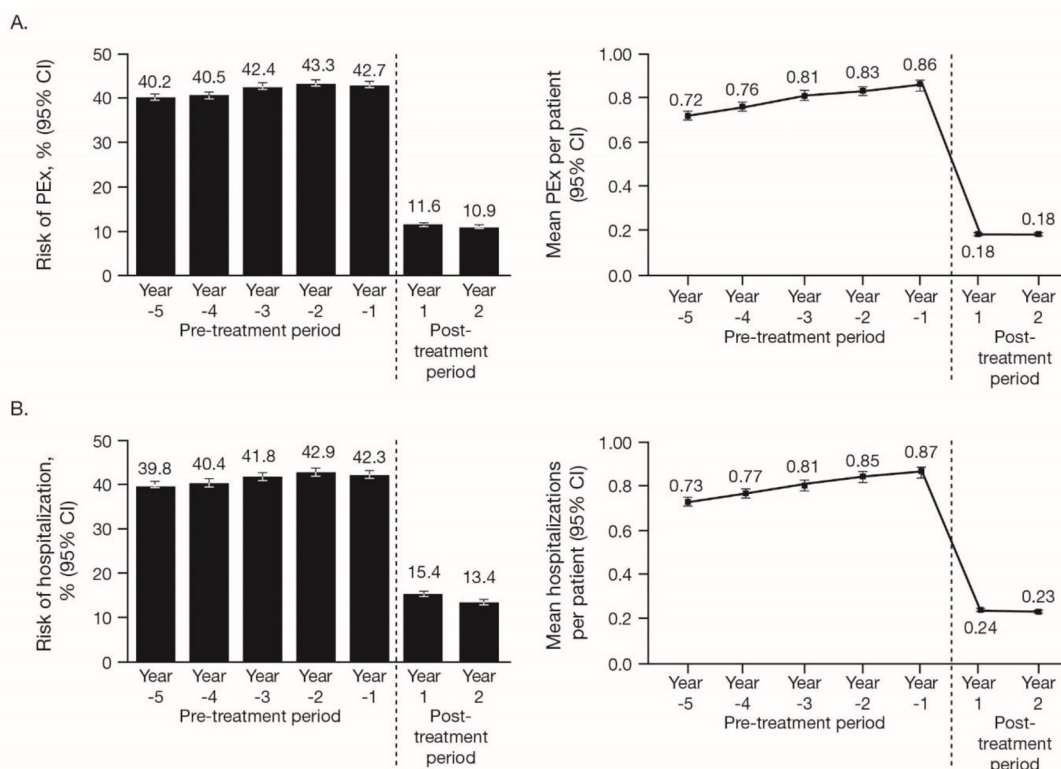 A.
Risk of PEx, % (95% CI)
50
40
30
20
10
0
40.2
40.5
42.4
43.3
42.7
11.6
10.9
Year Year Year Year Year Year Year
-5 -4 -3 -2 -1 1 2
Pre-treatment period
Post-
treatment
period
Mean PEx per patient
(95% CI)
1.0
0.8
0.6
0.4
0.2
0.0
0.72
0.76
0.81
0.83
0.86
0.18
0.18
Year Year Year Year Year Year Year
-5 -4 -3 -2 -1 1 2
Pre-treatment period
Post-
treatment
period
B.
Risk of hospitalization,
% (95% CI)
50
40
30
20
10
0
39.8
40.4
41.8
42.9
42.3
15.4
13.4
Year Year Year Year Year Year Year
-5 -4 -3 -2 -1 1 2
Pre-treatment period
Post-
treatment
period
Mean hospitalizations
per patient (95% CI)
1.00
0.8
0.6
0.4
0.2
0.0
0.73
0.77
0.81
0.85
0.87
0.24
0.23
Year Year Year Year Year Year Year
-5 -4 -3 -2 -1 1 2
Pre-treatment period
Post-
treatment
period